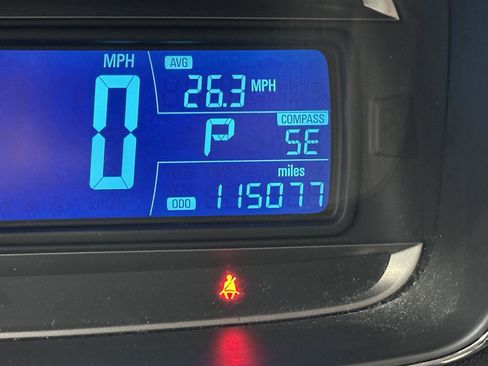 MPH
0
AVG
26.3 MPH
P
COMPASS
SE
miles
ODO 115077